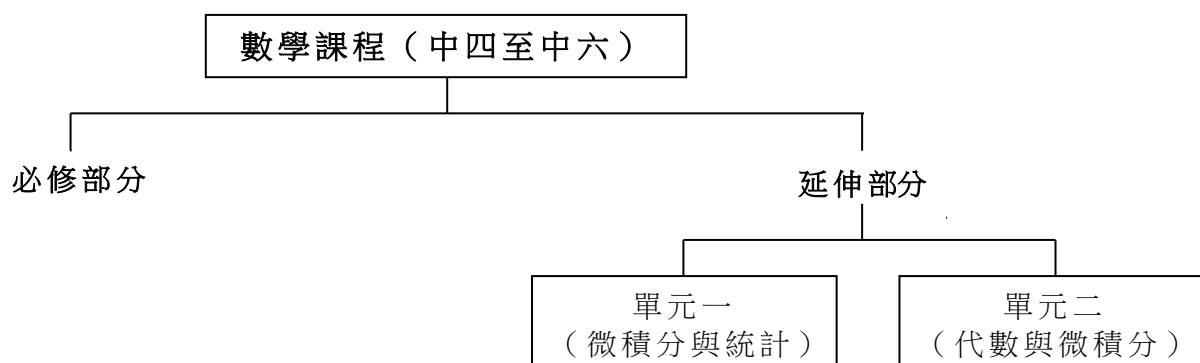 數學課程（中四至中六）
必修部分
延伸部分
單元一
（微積分與統計）
單元二
（代數與微積分）